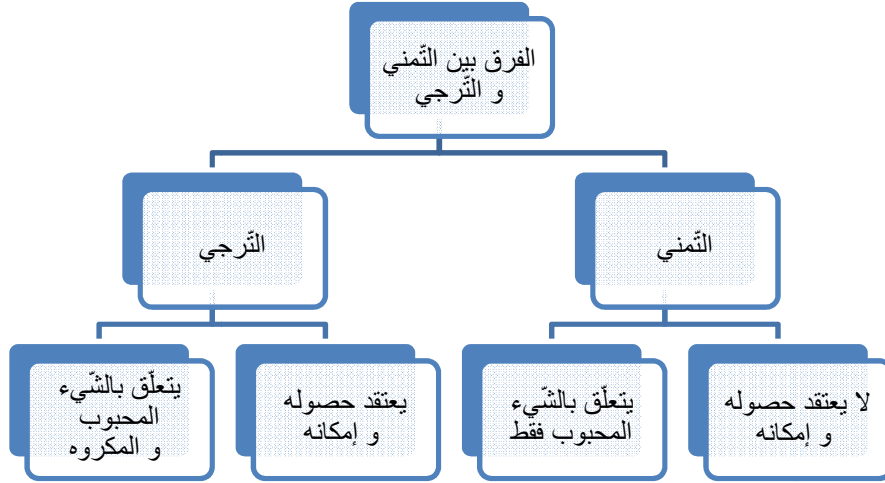 الفرق بين التّمني
و التّرجي
التّمني
التّرجي
لا يعتقد حصوله
و إمكانه
يتعلّق بالشّيء
المحبوب فقط
يعتقد حصوله
و إمكانه
يتعلّق بالشّيء
المحبوب
و المكروه